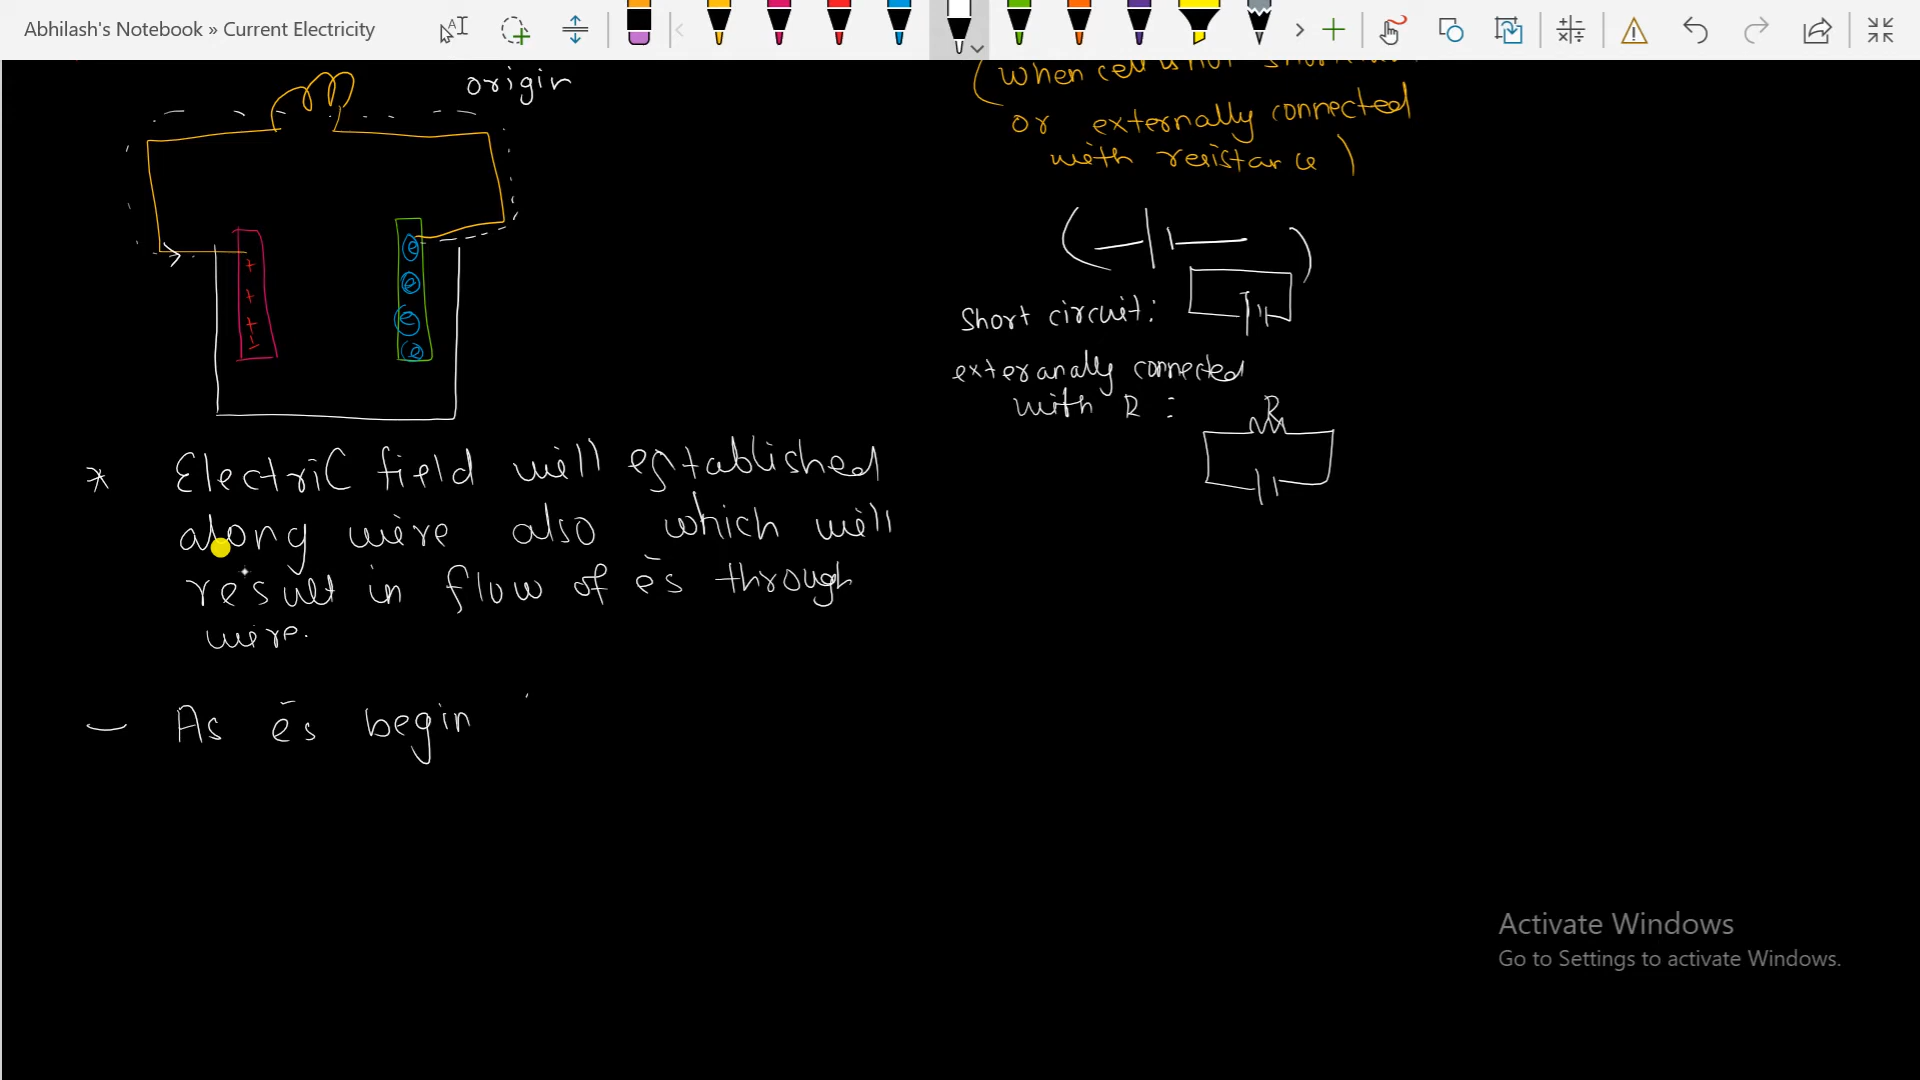 Abhilash's Notebook » Current Electricity
origin
(when cell is not
or externally connected
with resistance)
Short circuit:
exteranally connected
with R :
R
+
+
+
+
e
e
e
e
* Electric field will established
along wire also which will
result in flow of ēs through
wire.
- As ēs begin
Activate Windows
Go to Settings to activate Windows.